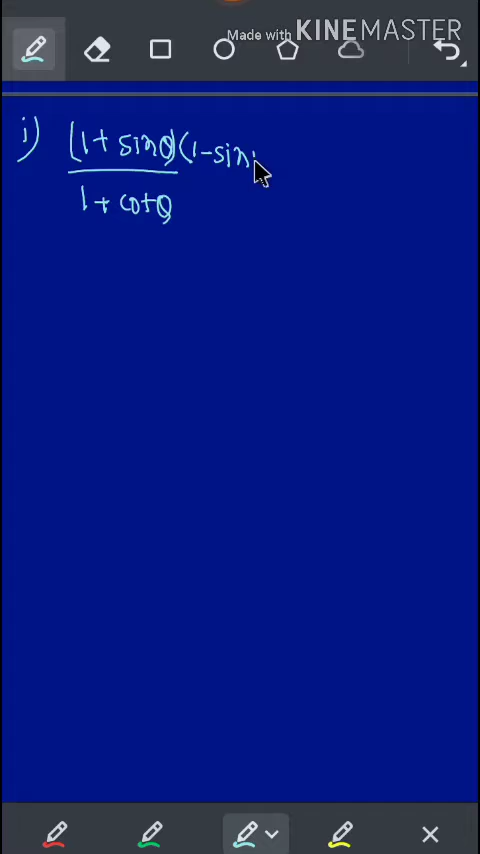 Made with KINEMASTER
i) (1 + sinθ)(1 - sin
1 + cotθ